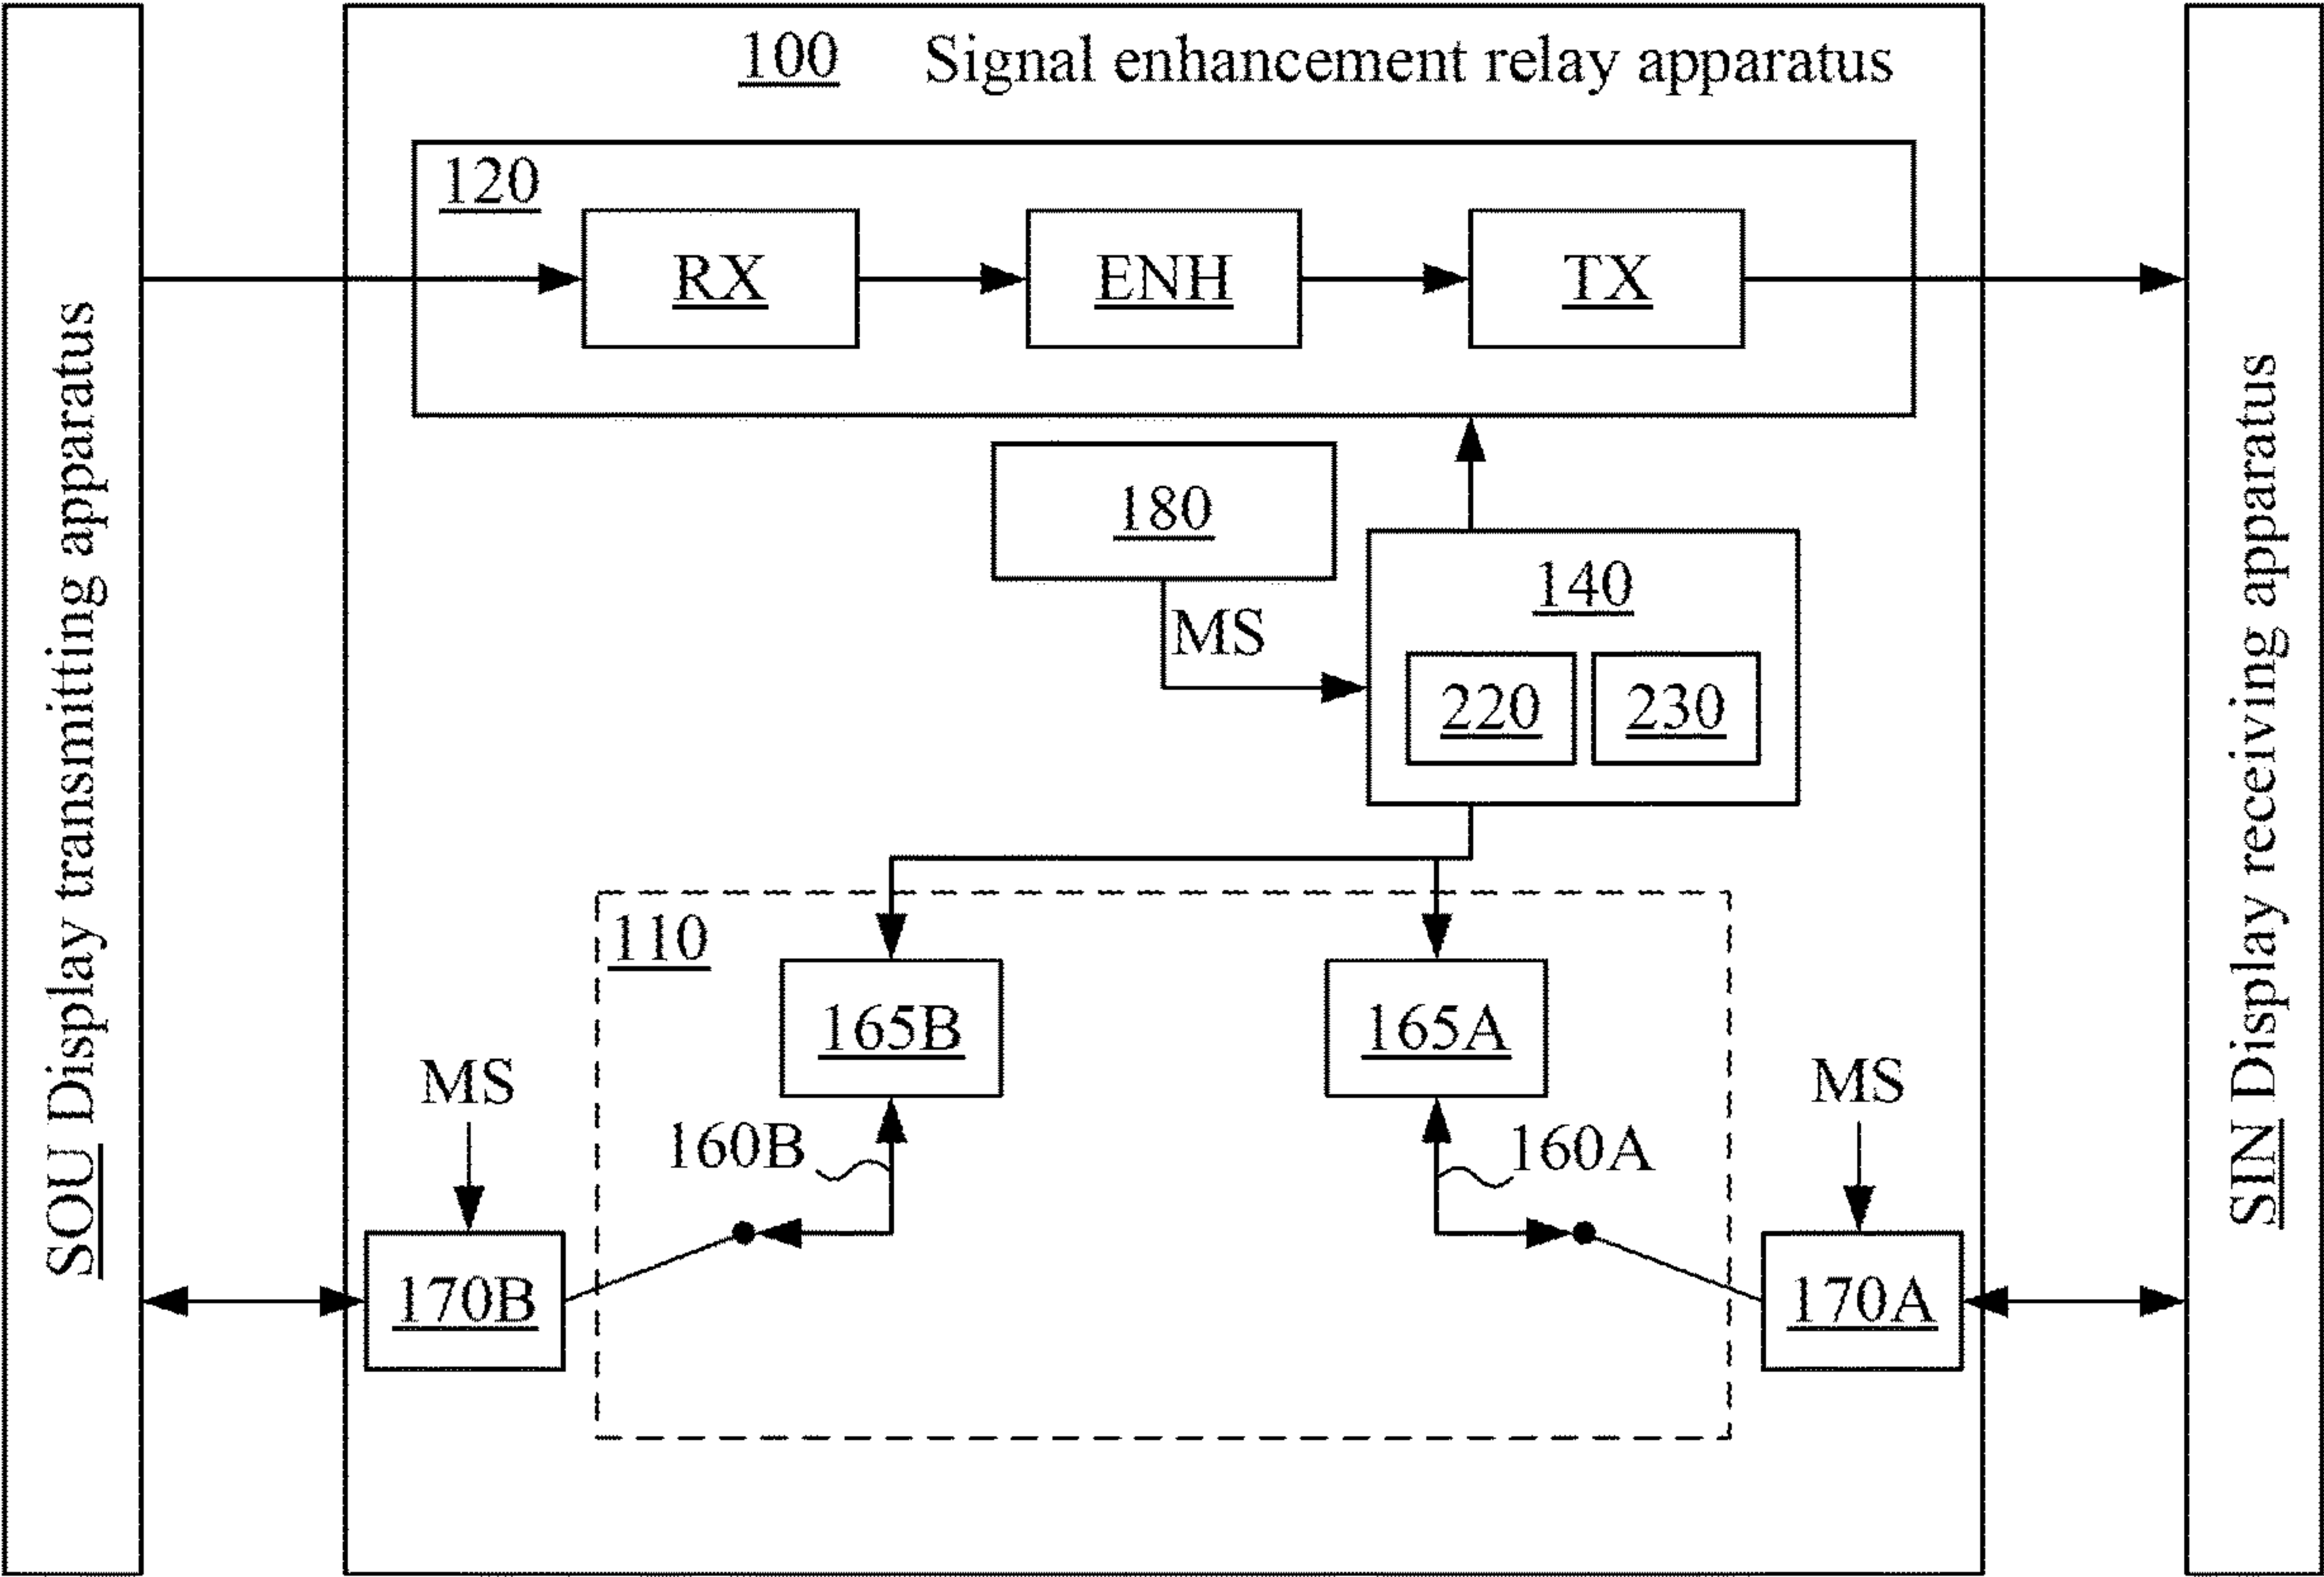 100 Signal enhancement relay apparatus
120
RX
ENH
TX
180
MS
140
220
230
110
165B
165A
MS
160B
160A
MS
170B
170A
SOU Display transmitting apparatus
SIN Display receiving apparatus